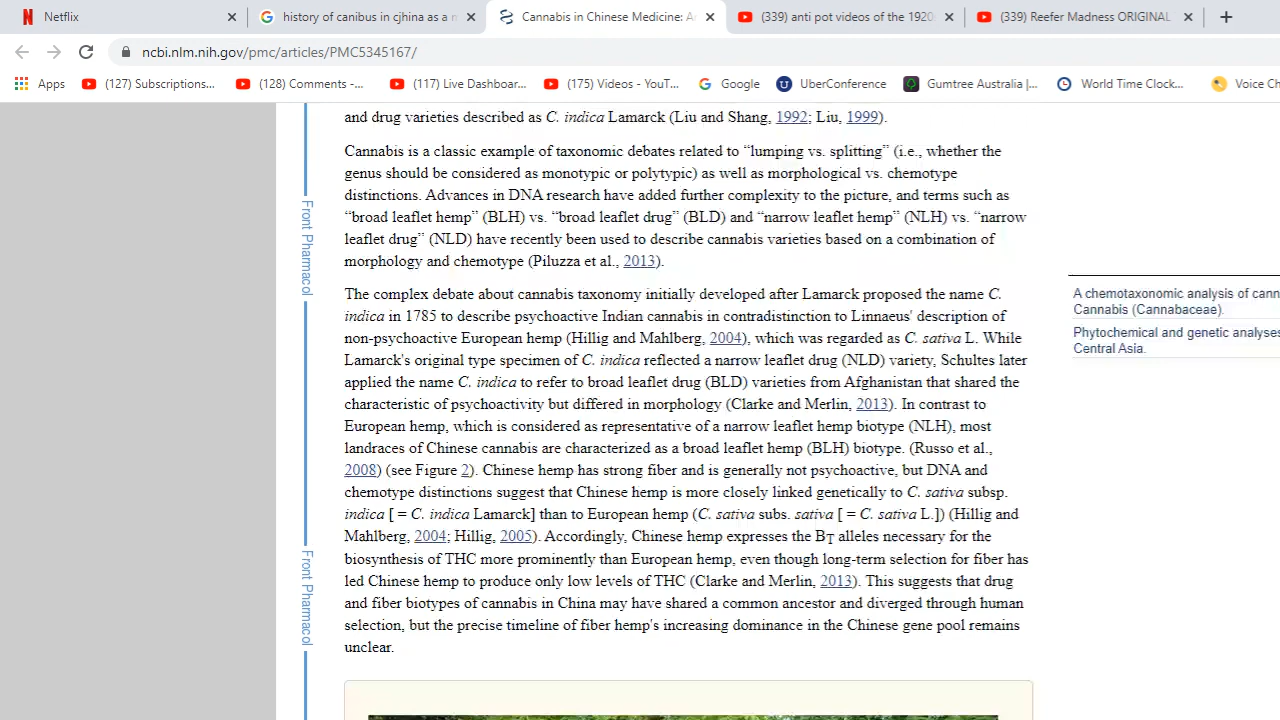 Netflix
history of canibus in cjhina as a m
Cannabis in Chinese Medicine: A
(339) anti pot videos of the 1920
(339) Reefer Madness ORIGINAL
ncbi.nlm.nih.gov/pmc/articles/PMC5345167/
Apps
(127) Subscriptions...
(128) Comments -...
(117) Live Dashboar...
(175) Videos - YouT...
Google
UberConference
Gumtree Australia |...
World Time Clock...
Voice Ch
and drug varieties described as C. indica Lamarck (Liu and Shang, 1992; Liu, 1999).
Cannabis is a classic example of taxonomic debates related to “lumping vs. splitting” (i.e., whether the
genus should be considered as monotypic or polytypic) as well as morphological vs. chemotype
distinctions. Advances in DNA research have added further complexity to the picture, and terms such as
“broad leaflet hemp” (BLH) vs. “broad leaflet drug” (BLD) and “narrow leaflet hemp” (NLH) vs. “narrow
leaflet drug” (NLD) have recently been used to describe cannabis varieties based on a combination of
morphology and chemotype (Piluzza et al., 2013).
The complex debate about cannabis taxonomy initially developed after Lamarck proposed the name C.
indica in 1785 to describe psychoactive Indian cannabis in contradistinction to Linnaeus' description of
non-psychoactive European hemp (Hillig and Mahlberg, 2004), which was regarded as C. sativa L. While
Lamarck's original type specimen of C. indica reflected a narrow leaflet drug (NLD) variety, Schultes later
applied the name C. indica to refer to broad leaflet drug (BLD) varieties from Afghanistan that shared the
characteristic of psychoactivity but differed in morphology (Clarke and Merlin, 2013). In contrast to
European hemp, which is considered as representative of a narrow leaflet hemp biotype (NLH), most
landraces of Chinese cannabis are characterized as a broad leaflet hemp (BLH) biotype. (Russo et al.,
2008) (see Figure 2). Chinese hemp has strong fiber and is generally not psychoactive, but DNA and
chemotype distinctions suggest that Chinese hemp is more closely linked genetically to C. sativa subsp.
indica [ = C. indica Lamarck] than to European hemp (C. sativa subs. sativa [ = C. sativa L.]) (Hillig and
Mahlberg, 2004; Hillig, 2005). Accordingly, Chinese hemp expresses the BT alleles necessary for the
biosynthesis of THC more prominently than European hemp, even though long-term selection for fiber has
led Chinese hemp to produce only low levels of THC (Clarke and Merlin, 2013). This suggests that drug
and fiber biotypes of cannabis in China may have shared a common ancestor and diverged through human
selection, but the precise timeline of fiber hemp's increasing dominance in the Chinese gene pool remains
unclear.
Front Pharmacol
Front Pharmacol
A chemotaxonomic analysis of cann
Cannabis (Cannabaceae).
Phytochemical and genetic analyses
Central Asia.